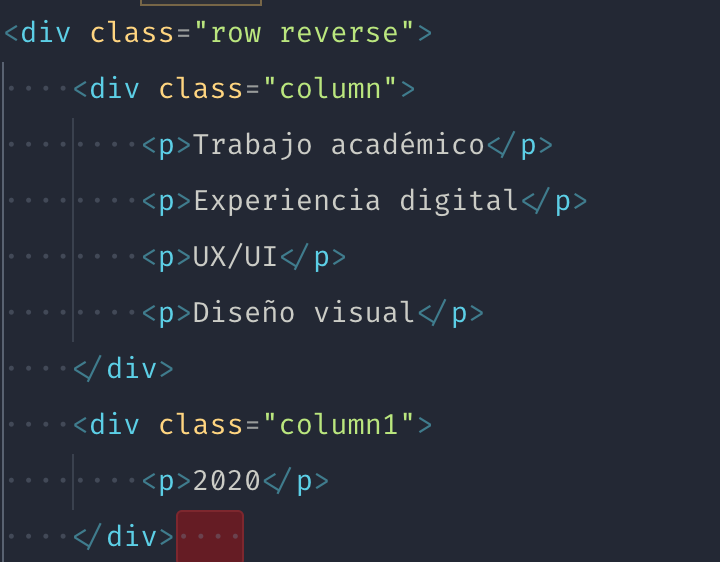 <div class="row reverse">
    <div class="column">
        <p>Trabajo académico</p>
        <p>Experiencia digital</p>
        <p>UX/UI</p>
        <p>Diseño visual</p>
    </div>
    <div class="column1">
        <p>2020</p>
    </div>